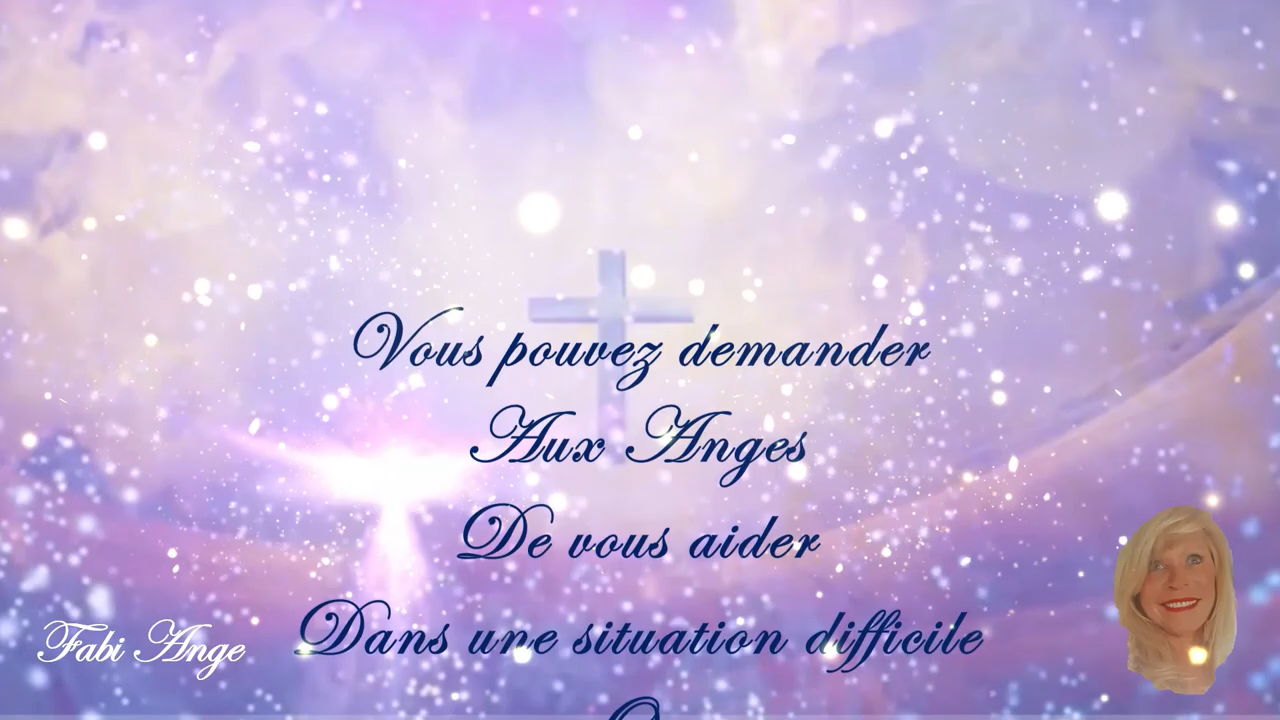 Vous pouvez demander
Aux Anges
De vous aider
Dans une situation difficile
Fabi Ange